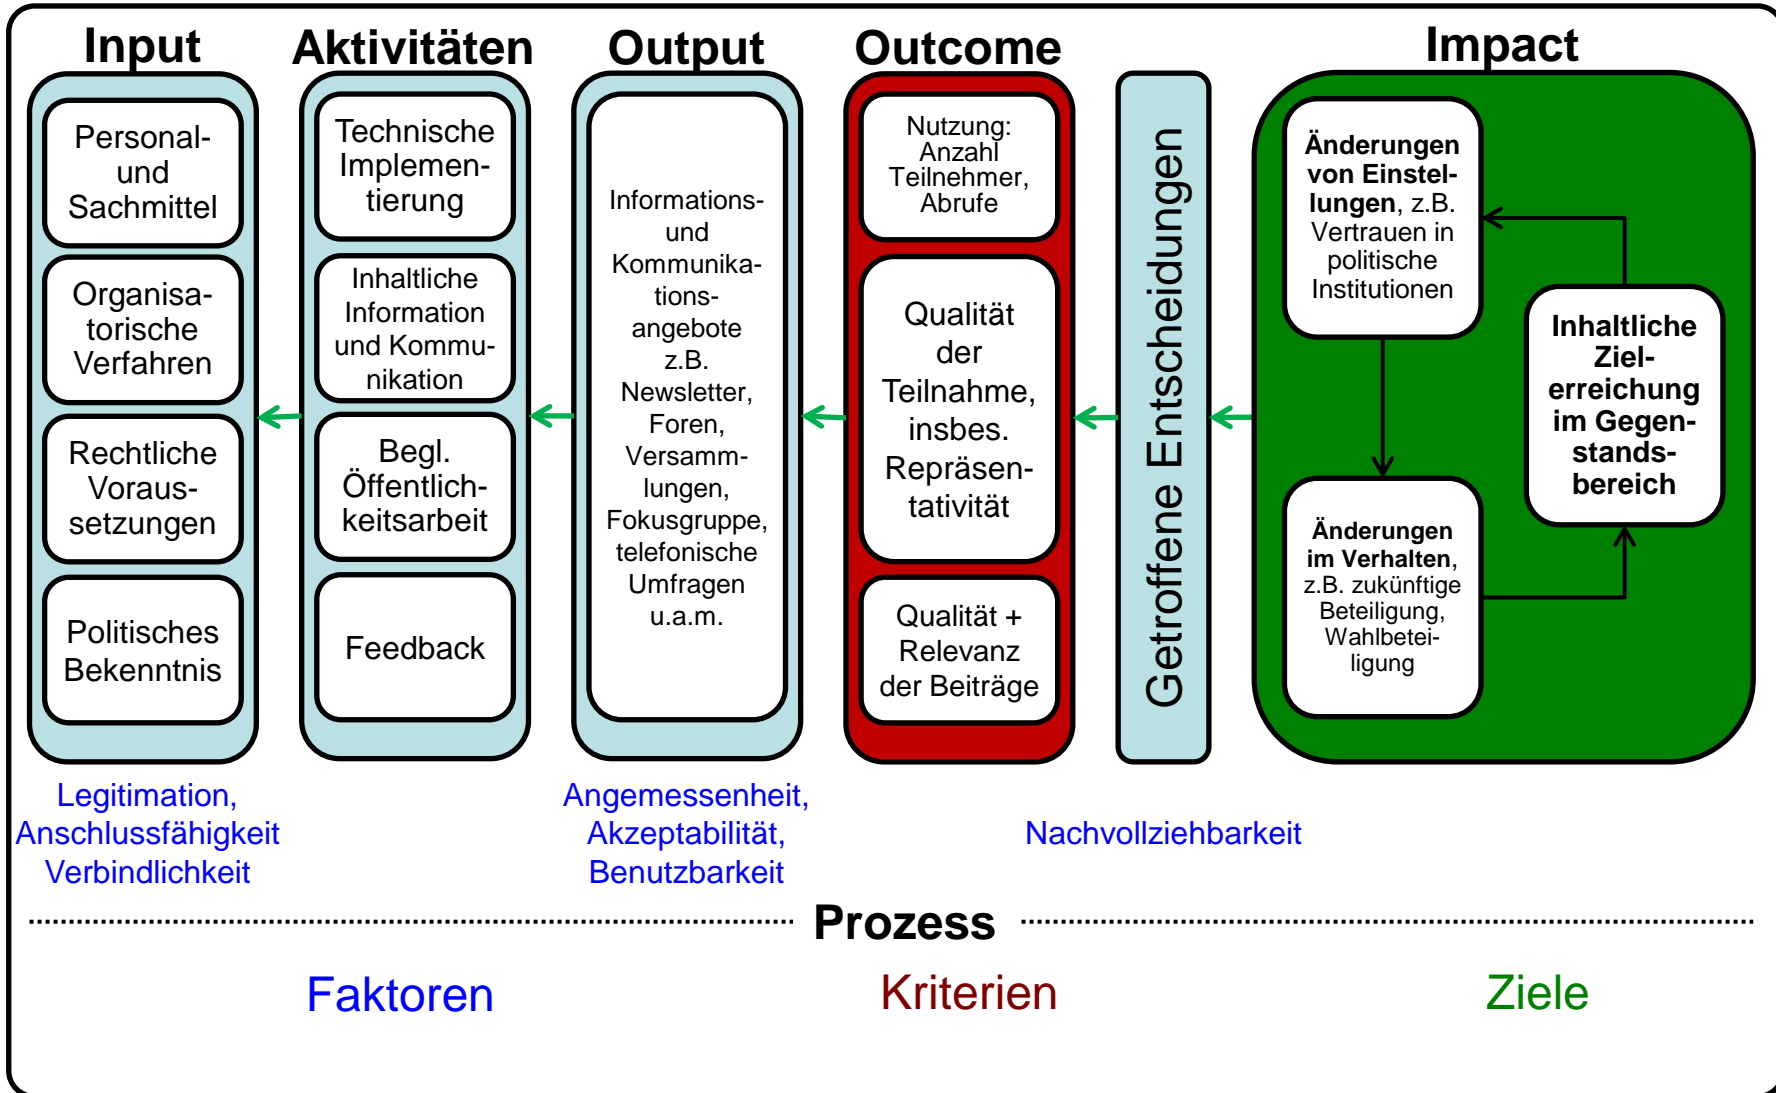 Input
Aktivitäten
Output
Outcome
Impact
Personal-
und
Sachmittel
Organisa-
torische
Verfahren
Rechtliche
Voraus-
setzungen
Politisches
Bekenntnis
Technische
Implemen-
tierung
Inhaltliche
Information
und Kommu-
nikation
Begl.
Öffentlich-
keitsarbeit
Feedback
Informations-
und
Kommunika-
tions-
angebote
z.B.
Newsletter,
Foren,
Versamm-
lungen,
Fokusgruppe,
telefonische
Umfragen
u.a.m.
Nutzung:
Anzahl
Teilnehmer,
Abrufe
Qualität
der
Teilnahme,
insbes.
Repräsen-
tativität
Qualität +
Relevanz
der Beiträge
Getroffene Entscheidungen
Änderungen
von Einstel-
lungen, z.B.
Vertrauen in
politische
Institutionen
Inhaltliche
Ziel-
erreichung
im Gegen-
stands-
bereich
Änderungen
im Verhalten,
z.B. zukünftige
Beteiligung,
Wahlbetei-
ligung
Legitimation,
Anschlussfähigkeit
Verbindlichkeit
Angemessenheit,
Akzeptabilität,
Benutzbarkeit
Nachvollziehbarkeit
Prozess
Faktoren
Kriterien
Ziele